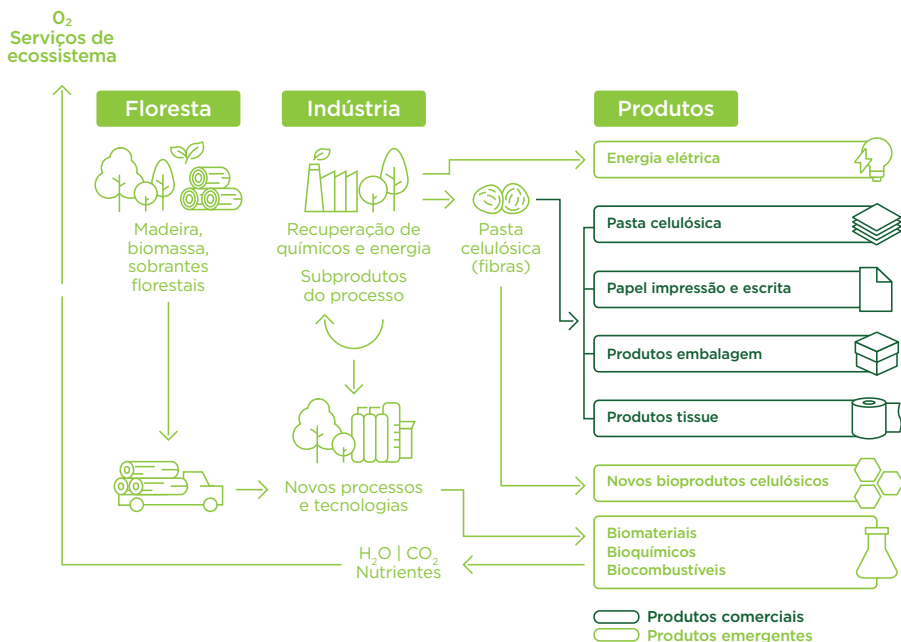 O₂
Serviços de
ecossistema
Floresta
Indústria
Produtos
Madeira,
biomassa,
sobrantes
florestais
Recuperação de
químicos e energia
Subprodutos
do processo
Pasta
celulósica
(fibras)
Novos processos
e tecnologias
H₂O | CO₂
Nutrientes
Energia elétrica
Pasta celulósica
Papel impressão e escrita
Produtos embalagem
Produtos tissue
Novos bioprodutos celulósicos
Biomateriais
Bioquímicos
Biocombustíveis
Produtos comerciais
Produtos emergentes